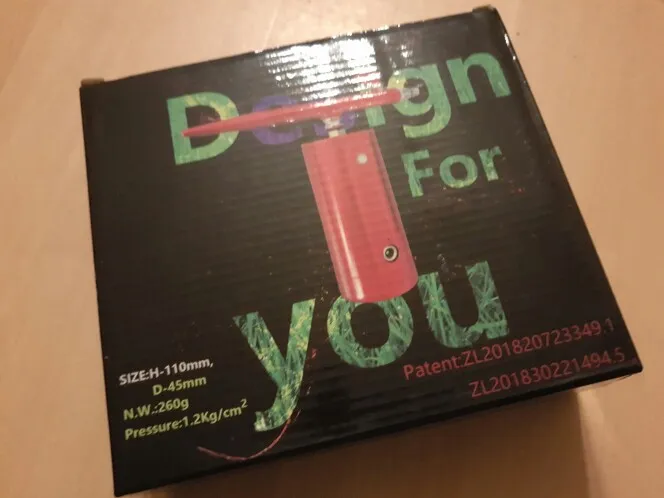 Design
For
you
SIZE:H-110mm,
D-45mm
N.W.:260g
Pressure:1.2Kg/cm²
Patent:ZL201820723349.1
ZL201830221494.5